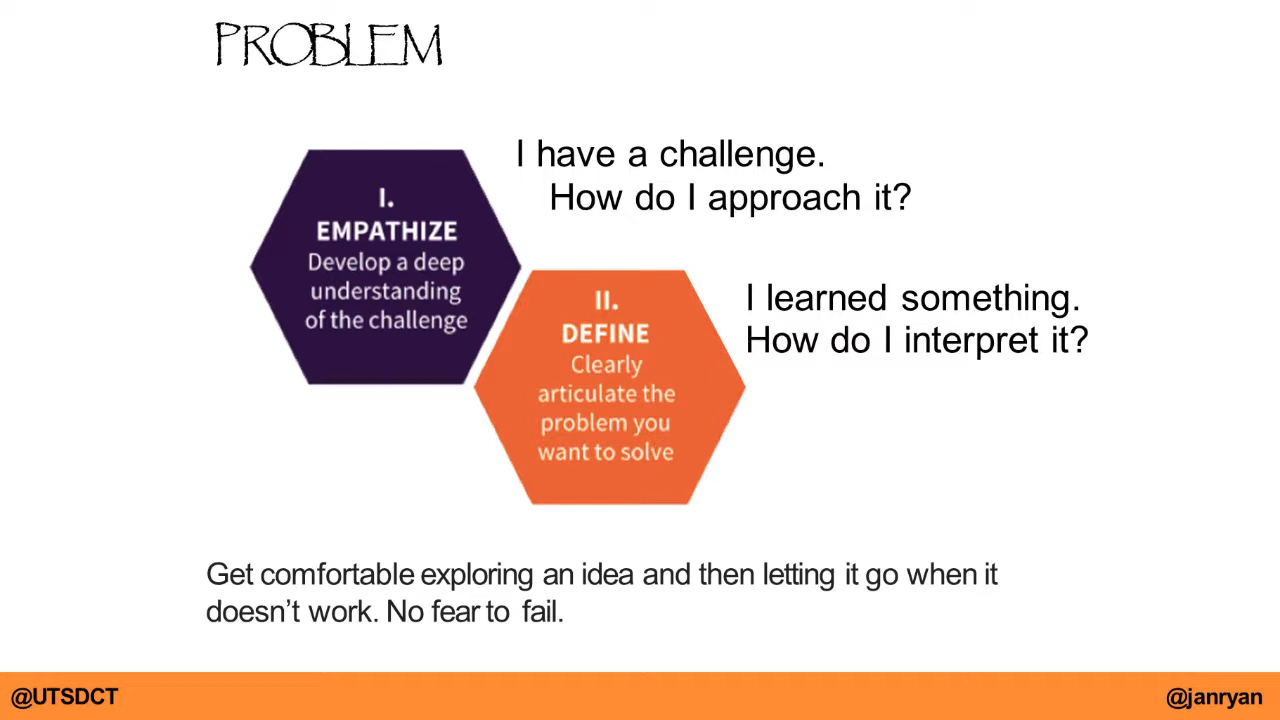 PROBLEM
I have a challenge.
How do I approach it?
I.
EMPATHIZE
Develop a deep
understanding
of the challenge
I learned something.
How do I interpret it?
II.
DEFINE
Clearly
articulate the
problem you
want to solve
Get comfortable exploring an idea and then letting it go when it
doesn’t work. No fear to fail.
@UTSDCT
@janryan